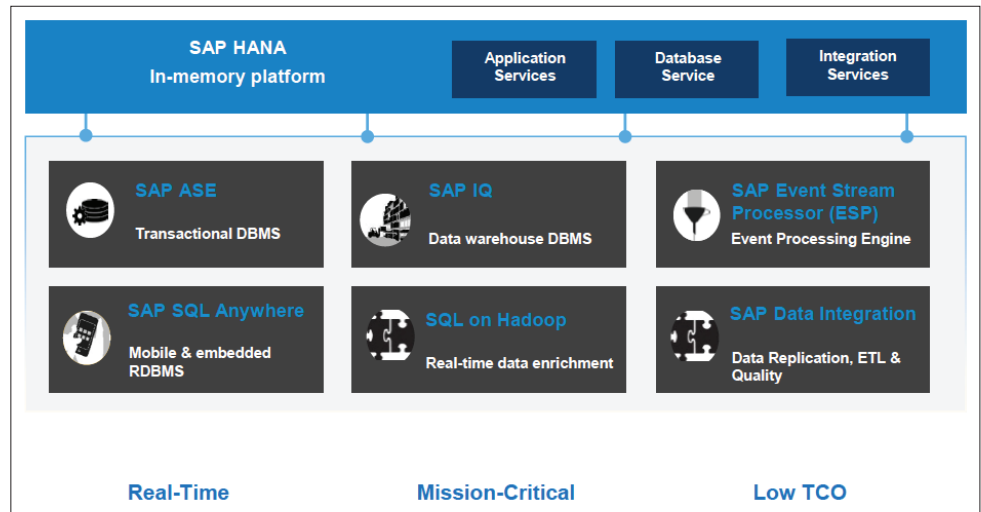 SAP HANA
In-memory platform
Application
Services
Database
Service
Integration
Services
SAP ASE
Transactional DBMS
SAP IQ
Data warehouse DBMS
SAP Event Stream
Processor (ESP)
Event Processing Engine
SAP SQL Anywhere
Mobile & embedded
RDBMS
SQL on Hadoop
Real-time data enrichment
SAP Data Integration
Data Replication, ETL &
Quality
Real-Time
Mission-Critical
Low TCO